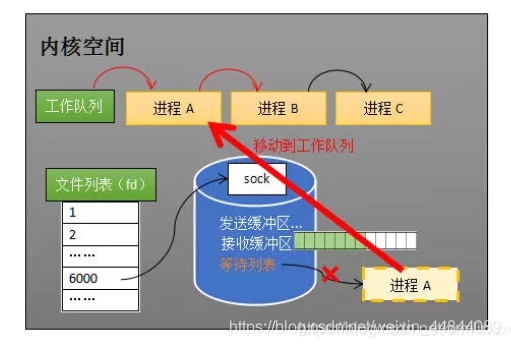 内核空间
工作队列
进程 A
进程 B
进程 C
移动到工作队列
文件列表（fd）
1
2
……
6000
……
sock
发送缓冲区...
接收缓冲区
等待列表
进程 A
https://blog.csdn.net/weixin_44844089